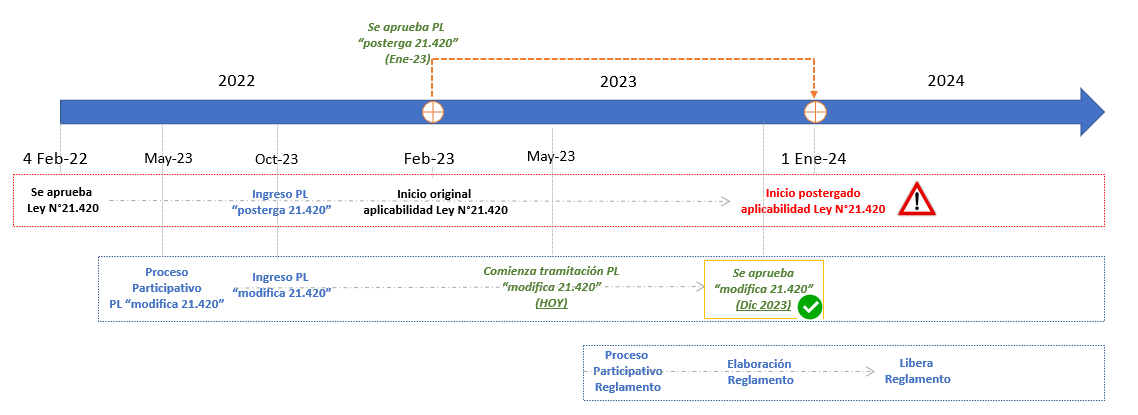 Se aprueba PL
“posterga 21.420”
(Ene-23)
2022
2023
2024
4 Feb-22
May-23
Oct-23
Feb-23
May-23
1 Ene-24
Se aprueba
Ley N°21.420
Ingreso PL
“posterga 21.420”
Inicio original
aplicabilidad Ley N°21.420
Inicio postergado
aplicabilidad Ley N°21.420
!
Proceso
Participativo
PL “modifica 21.420”
Ingreso PL
“modifica 21.420”
Comienza tramitación PL
“modifica 21.420”
(HOY)
Se aprueba
“modifica 21.420”
(Dic 2023)
Proceso
Participativo
Reglamento
Elaboración
Reglamento
Libera
Reglamento